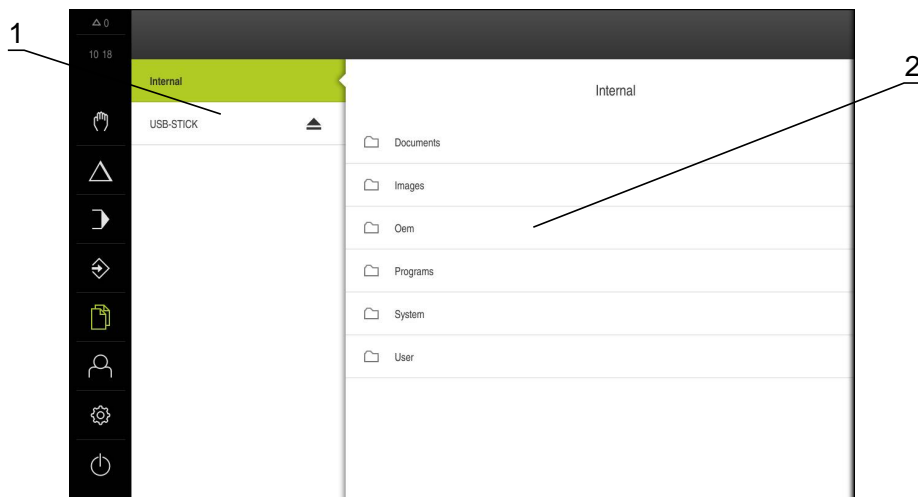 1
0
10 18
2
Internal
USB-STICK
Internal
Documents
Images
Oem
Programs
System
User